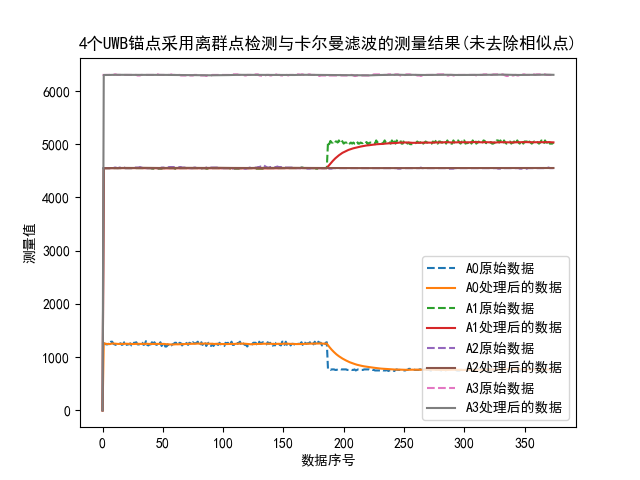 4个UWB锚点采用离群点检测与卡尔曼滤波的测量结果(未去除相似点)
测量值
6000
5000
4000
3000
2000
1000
0
A0原始数据
A0处理后的数据
A1原始数据
A1处理后的数据
A2原始数据
A2处理后的数据
A3原始数据
A3处理后的数据
0 50 100 150 200 250 300 350
数据序号